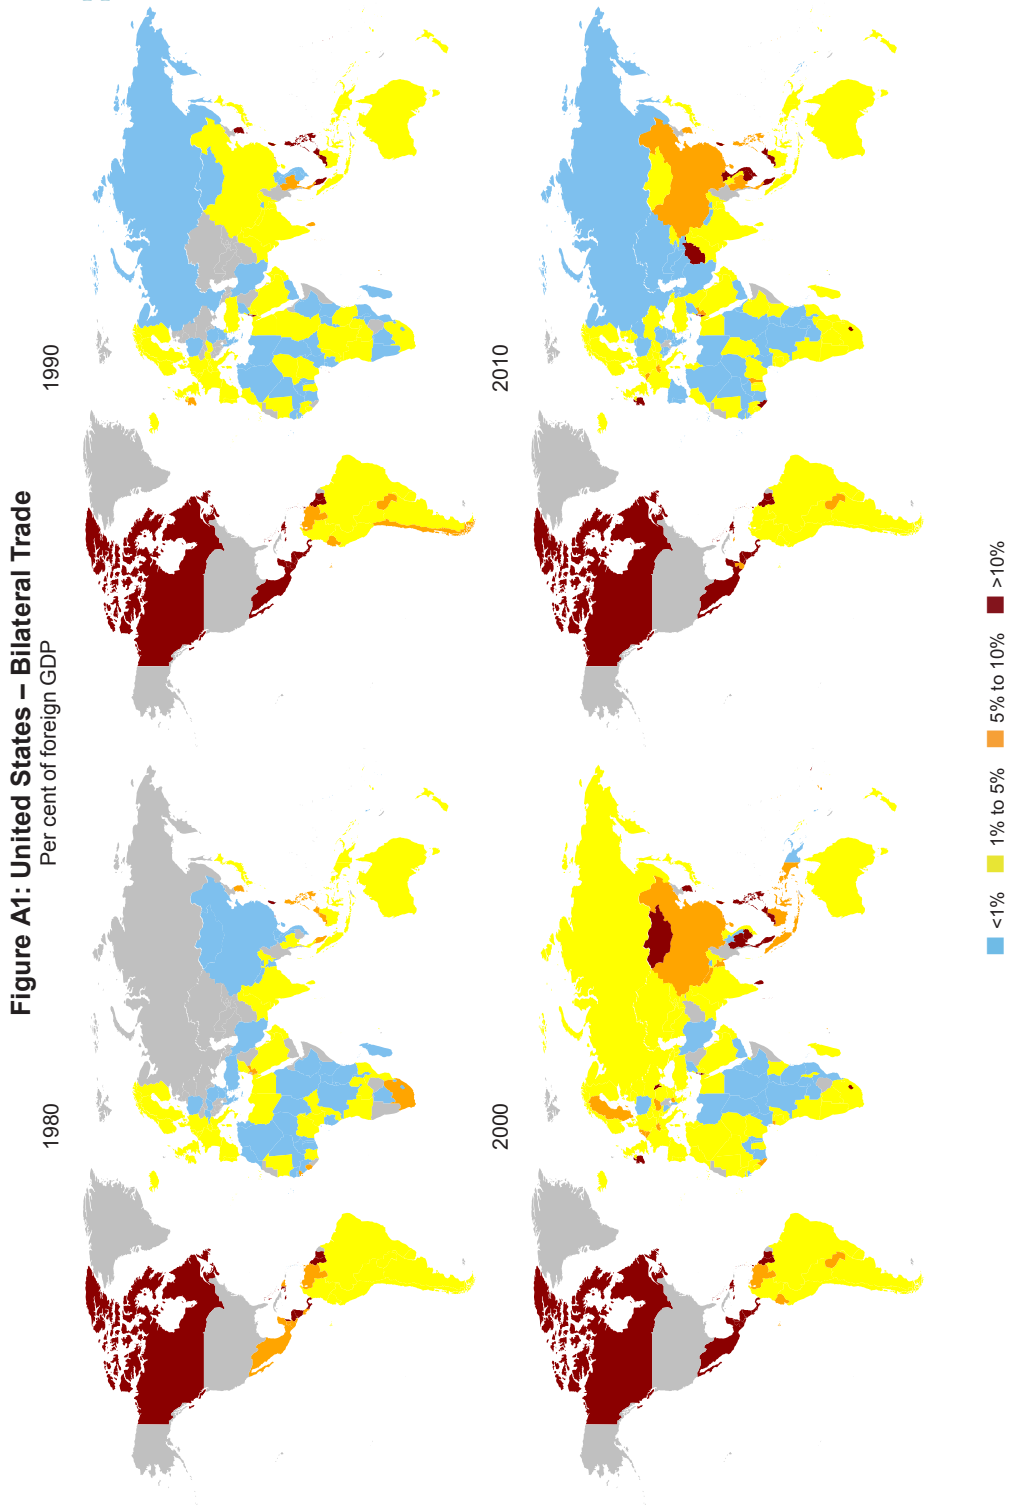 Figure A1: United States – Bilateral Trade
Per cent of foreign GDP
1980
1990
2000
2010
<1% 1% to 5% 5% to 10% >10%